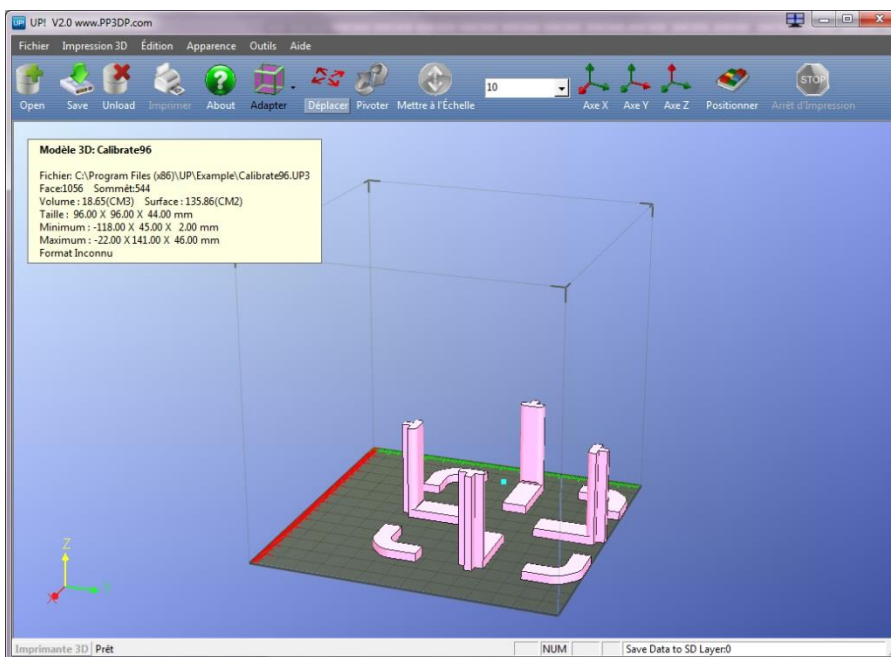 UP! V2.0 www.PP3DP.com
Fichier Impression 3D Édition Apparence Outils Aide
Open Save Unload Imprimer About Adapter Déplacer Pivoter Mettre à l'Échelle 10 Axe X Axe Y Axe Z Positionner STOP Arrêt d'Impression
Modèle 3D: Calibrate96
Fichier: C:\Program Files (x86)\UP\Example\Calibrate96.UP3
Face:1056 Sommét:544
Volume : 18.65(CM3) Surface : 135.86(CM2)
Taille : 96.00 X 96.00 X 44.00 mm
Minimum : -118.00 X 45.00 X 2.00 mm
Maximum : -22.00 X 141.00 X 46.00 mm
Format Inconnu
Z
Imprimante 3D Prêt NUM Save Data to SD Layer:0